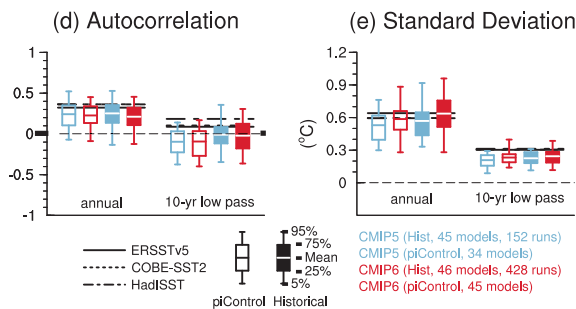 (d) Autocorrelation
1
0.5
0
-0.5
-1
annual
10-yr low pass
ERSSTv5
COBE-SST2
HadISST
piControl
Historical
95%
75%
Mean
25%
5%
(e) Standard Deviation
(°C)
1.2
0.9
0.6
0.3
0
annual
10-yr low pass
CMIP5 (Hist, 45 models, 152 runs)
CMIP5 (piControl, 34 models)
CMIP6 (Hist, 46 models, 428 runs)
CMIP6 (piControl, 45 models)